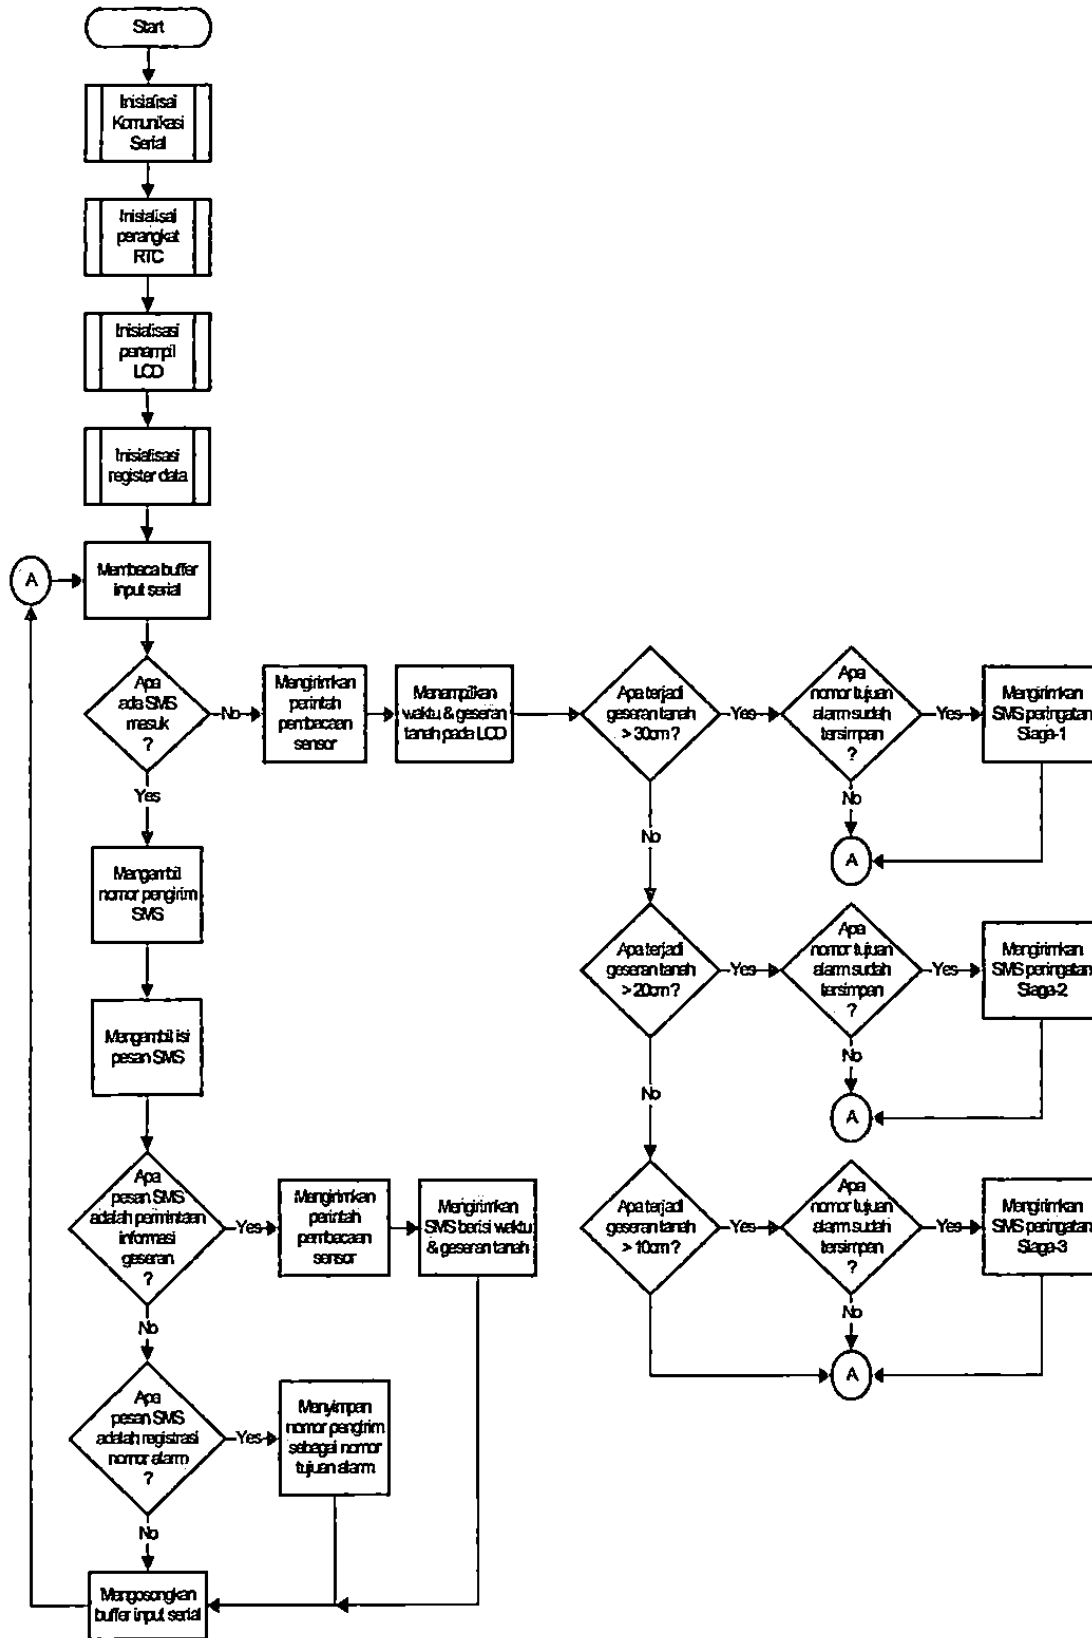 Start
Inisialisai
Komunikasi
Serial
Inisialisai
perangkat
RTC
Inisialisasi
penampil
LCD
Inisialisasi
register data
A
Membaca buffer
input serial
Apa
ada SMS
masuk
?
No
Mengirimkan
perintah
pembacaan
sensor
Menampilkan
waktu & geseran
tanah pada LCD
Apa terjadi
geseran tanah
> 30cm ?
Yes
Apa
nomor tujuan
alarm sudah
tersimpan
?
Yes
Mengirimkan
SMS peringatan
Siaga-1
Yes
No
No
A
Mengambil
nomor pengirim
SMS
Apa terjadi
geseran tanah
> 20cm ?
Yes
Apa
nomor tujuan
alarm sudah
tersimpan
?
Yes
Mengirimkan
SMS peringatan
Siaga-2
Mengambil isi
pesan SMS
No
No
A
Apa
pesan SMS
adalah permintaan
informasi
geseran
?
Yes
Mengirimkan
perintah
pembacaan
sensor
Mengirimkan
SMS berisi waktu
& geseran tanah
Apa terjadi
geseran tanah
> 10cm ?
Yes
Apa
nomor tujuan
alarm sudah
tersimpan
?
Yes
Mengirimkan
SMS peringatan
Siaga-3
No
No
A
Apa
pesan SMS
adalah registrasi
nomor alarm
?
Yes
Menyimpan
nomor pengirim
sebagai nomor
tujuan alarm
No
Mengosongkan
buffer input serial